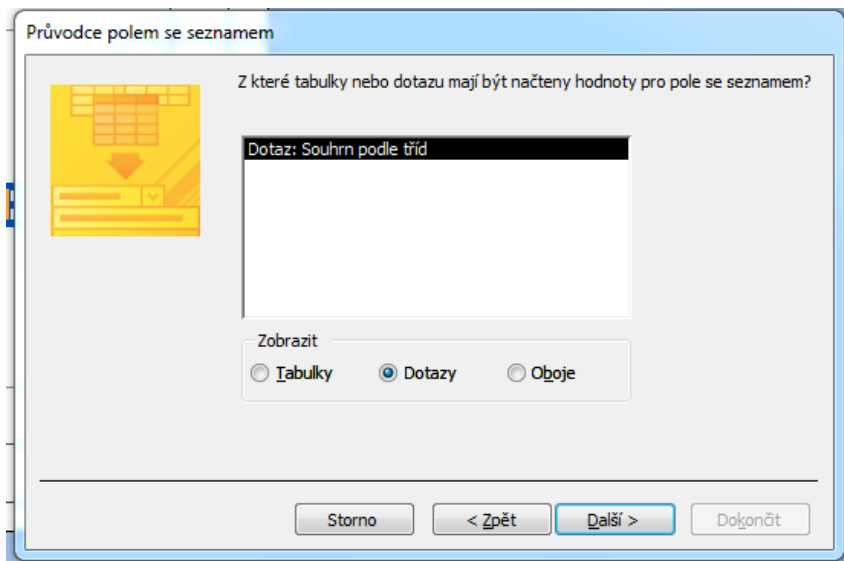 Průvodce polem se seznamem
Z které tabulky nebo dotazu mají být načteny hodnoty pro pole se seznamem?
Dotaz: Souhrn podle tříd
Zobrazit
Tabulky Dotazy Oboje
Storno < Zpět Další > Dokončit